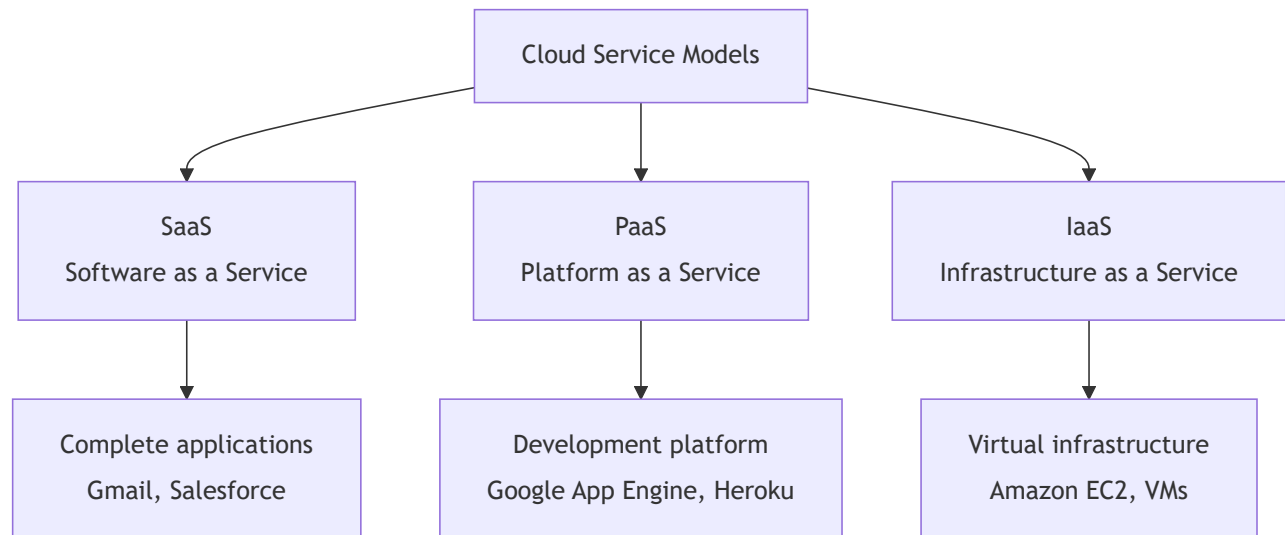 Cloud Service Models
SaaS
Software as a Service
PaaS
Platform as a Service
IaaS
Infrastructure as a Service
Complete applications
Gmail, Salesforce
Development platform
Google App Engine, Heroku
Virtual infrastructure
Amazon EC2, VMs